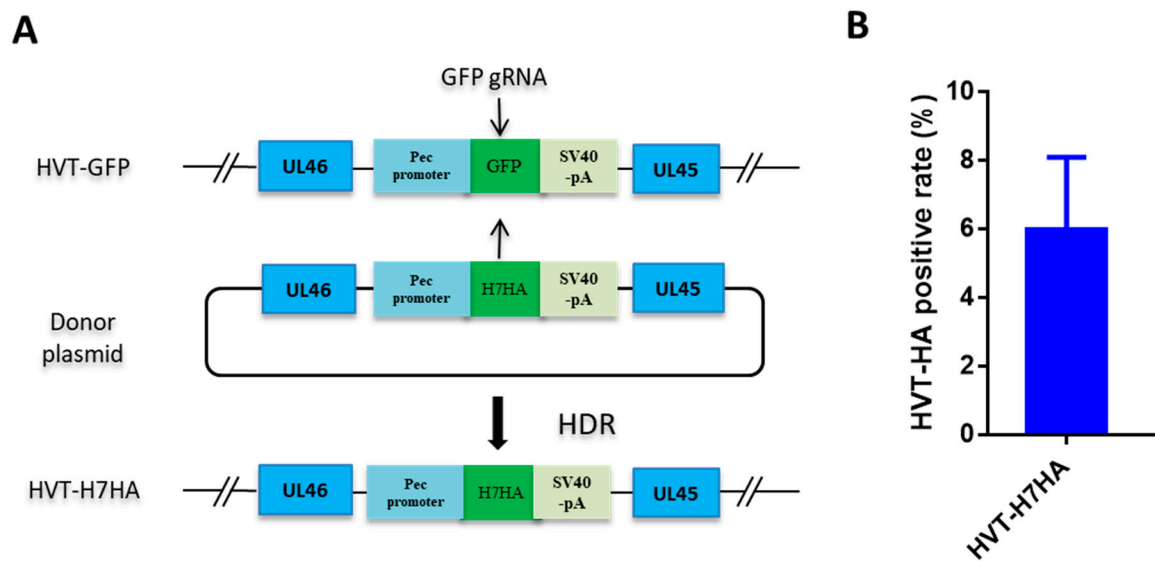 A
GFP gRNA
HVT-GFP
UL46
Pec
promoter
GFP
SV40
-pA
UL45
Donor
plasmid
UL46
Pec
promoter
H7HA
SV40
-pA
UL45
HDR
HVT-H7HA
UL46
Pec
promoter
H7HA
SV40
-pA
UL45
B
HVT-HA positive rate (%)
10
8
6
4
2
0
HVT-H7HA